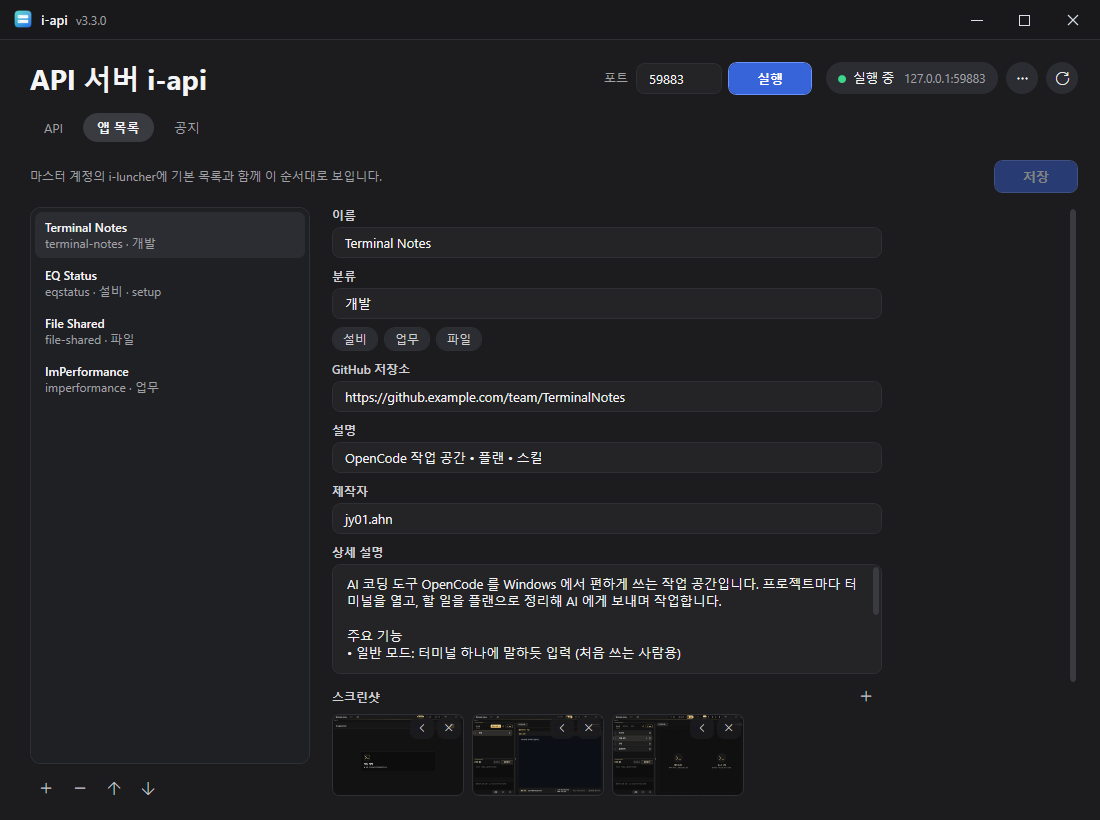 i-api v3.3.0
API 서버 i-api
포트 59883 실행 실행 중 127.0.0.1:59883
API 앱 목록 공지
마스터 계정의 i-luncher에 기본 목록과 함께 이 순서대로 보입니다.
저장
Terminal Notes
terminal-notes · 개발
EQ Status
eqstatus · 설비 · setup
File Shared
file-shared · 파일
ImPerformance
imperformance · 업무
이름
Terminal Notes
분류
개발
설비 업무 파일
GitHub 저장소
https://github.example.com/team/TerminalNotes
설명
OpenCode 작업 공간 • 플랜 • 스킬
제작자
jy01.ahn
상세 설명
AI 코딩 도구 OpenCode 를 Windows 에서 편하게 쓰는 작업 공간입니다. 프로젝트마다 터
미널을 열고, 할 일을 플랜으로 정리해 AI 에게 보내며 작업합니다.
주요 기능
• 일반 모드: 터미널 하나에 말하듯 입력 (처음 쓰는 사람용)
스크린샷